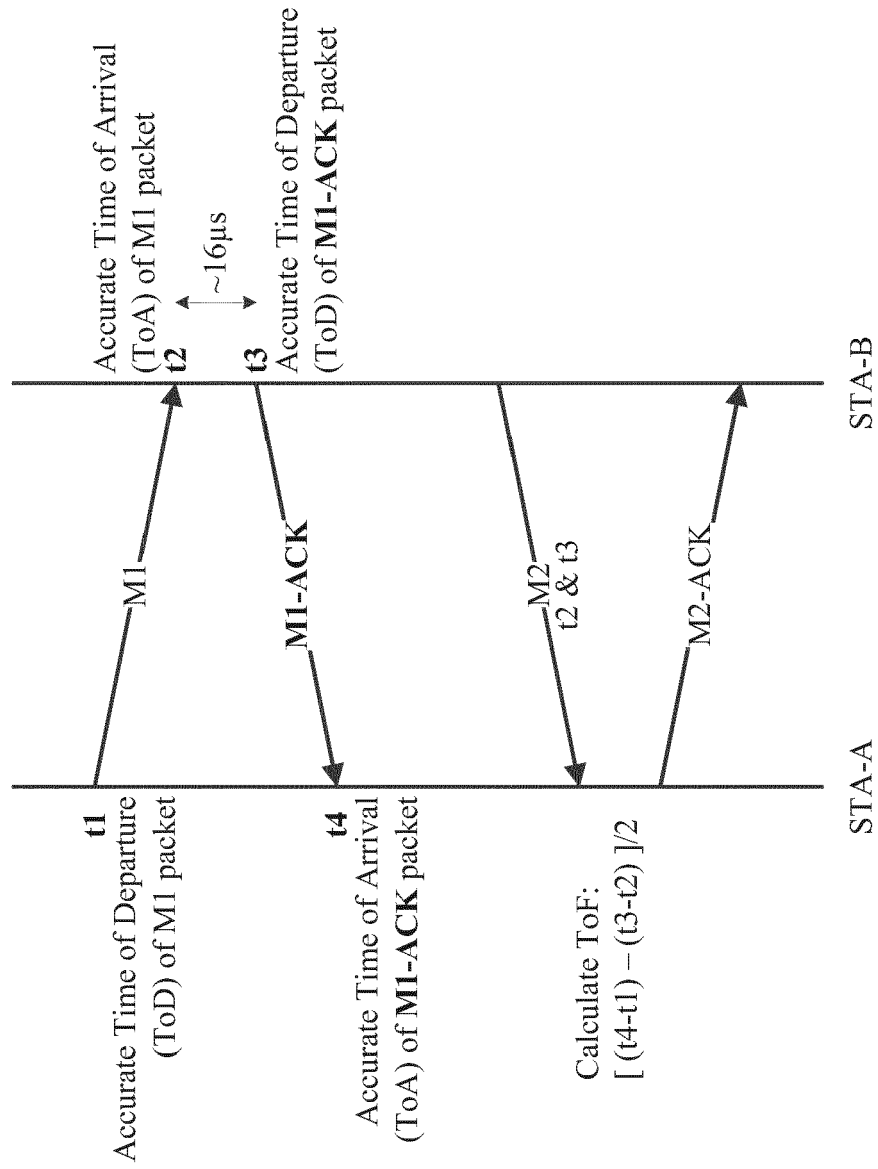 t1
Accurate Time of Departure
(ToD) of M1 packet
Accurate Time of Arrival
(ToA) of M1 packet
t2
M1
~16µs
t3
Accurate Time of Departure
(ToD) of M1-ACK packet
M1-ACK
t4
Accurate Time of Arrival
(ToA) of M1-ACK packet
M2
t2 & t3
Calculate ToF:
[ (t4-t1) – (t3-t2) ]/2
M2-ACK
STA-A
STA-B